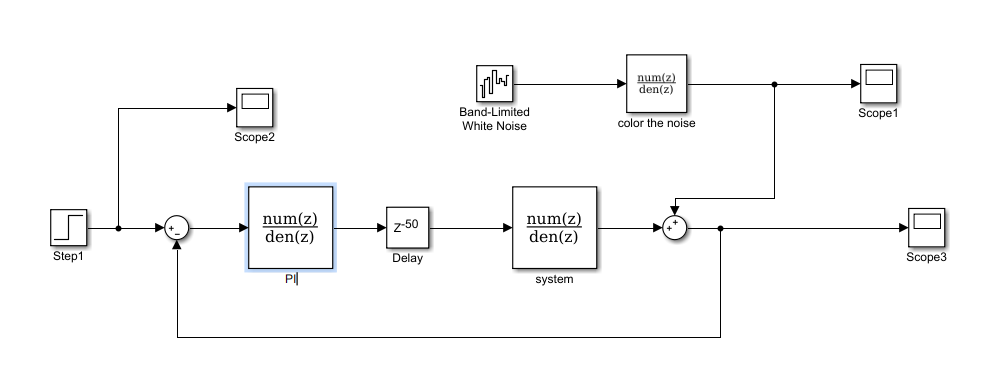 num(z)
den(z)
Band-Limited
White Noise
color the noise
Scope1
Scope2
num(z)
den(z)
Z-50
num(z)
den(z)
Step1
PI
Delay
system
Scope3